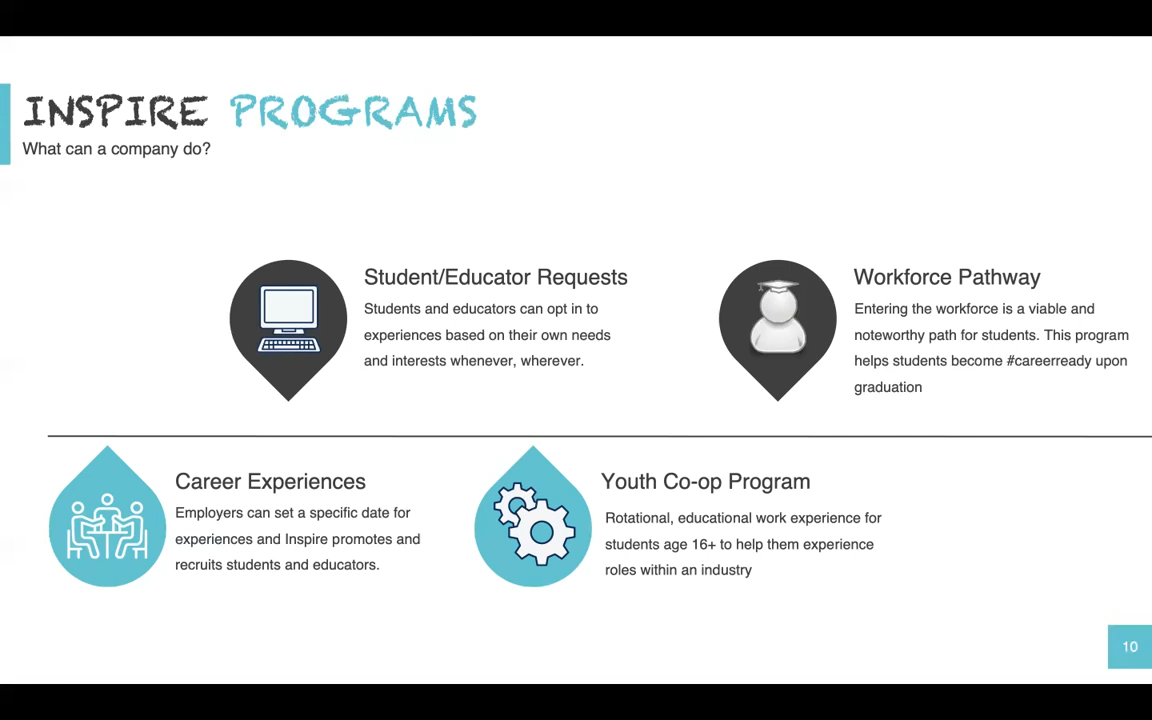 INSPIRE PROGRAMS
What can a company do?
Student/Educator Requests
Students and educators can opt in to
experiences based on their own needs
and interests whenever, wherever.
Workforce Pathway
Entering the workforce is a viable and
noteworthy path for students. This program
helps students become #careerready upon
graduation
Career Experiences
Employers can set a specific date for
experiences and Inspire promotes and
recruits students and educators.
Youth Co-op Program
Rotational, educational work experience for
students age 16+ to help them experience
roles within an industry
10